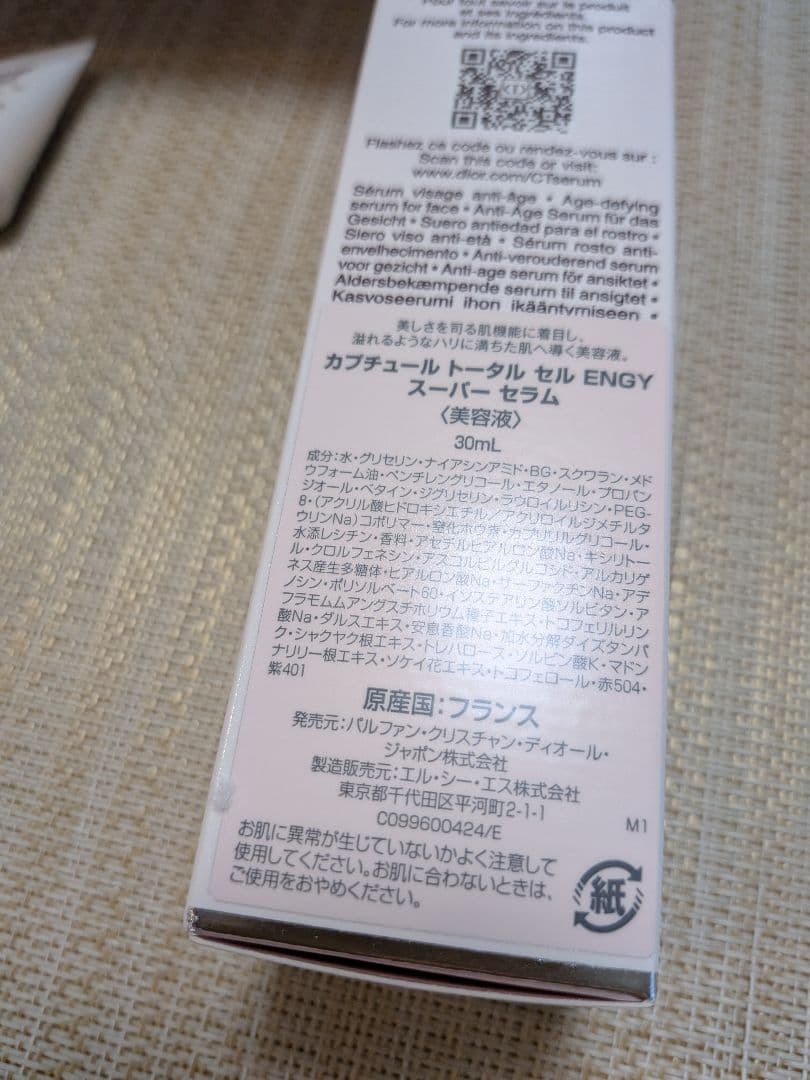 Pour tout savoir sur le produit
et ses ingrédients.
For more information on this product
and its ingredients.
Flashez ce code ou rendez-vous sur :
Scan this code or visit:
www.dior.com/CTserum
Sérum visage anti-âge • Age-defying
serum for face • Anti-Age Serum für das
Gesicht • Suero antiedad para el rostro •
Siero viso anti-età • Sérum rosto anti-
envelhecimento • Anti-verouderend serum
voor gezicht • Anti-age serum för ansiktet •
Aldersbekæmpende serum til ansigtet •
Kasvoseerumi ihon ikääntymiseen •
美しさを司る肌機能に着目し、
溢れるようなハリに満ちた肌へ導く美容液。
カプチュール トータル セル ENGY
スーパー セラム
〈美容液〉
30mL
成分：水・グリセリン・ナイアシンアミド・BG・スクワラン・メド
ウフォーム油・ペンチレングリコール・エタノール・プロパン
ジオール・ベタイン・ジグリセリン・ラウロイルリシン・PEG-
8・（アクリル酸ヒドロキシエチル／アクリロイルジメチルタ
ウリンNa）コポリマー・窒化ホウ素・カプリリルグリコール・
水添レシチン・香料・アセチルヒアルロン酸Na・キシリトー
ル・クロルフェネシン・アスコルビルグルコシド・アルカリゲ
ネス産生多糖体・ヒアルロン酸Na・サーファクチンNa・アデ
ノシン・ポリソルベート60・イソステアリン酸ソルビタン・ア
フラモムムアングスチホリウム種子エキス・トコフェリルリン
酸Na・ダルスエキス・安息香酸Na・加水分解ダイズタンパ
ク・シャクヤク根エキス・トレハロース・ソルビン酸K・マドン
ナリリー根エキス・ソケイ花エキス・トコフェロール・赤504・
紫401
原産国：フランス
発売元：パルファン・クリスチャン・ディオール・
ジャポン株式会社
製造販売元：エル・シー・エス株式会社
東京都千代田区平河町2-1-1
C099600424/E
M1
お肌に異常が生じていないかよく注意して
使用してください。お肌に合わないときは、
ご使用をおやめください。
紙